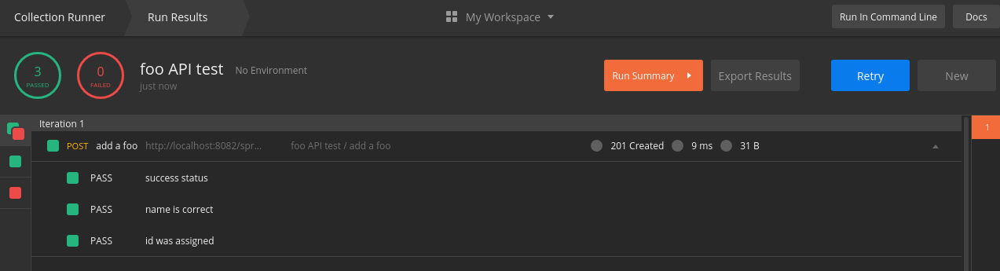 Collection Runner Run Results My Workspace Run In Command Line Docs
3 PASSED 0 FAILED foo API test No Environment Run Summary Export Results Retry New
just now
Iteration 1 1
POST add a foo http://localhost:8082/spr... foo API test / add a foo 201 Created 9 ms 31 B
PASS success status
PASS name is correct
PASS id was assigned